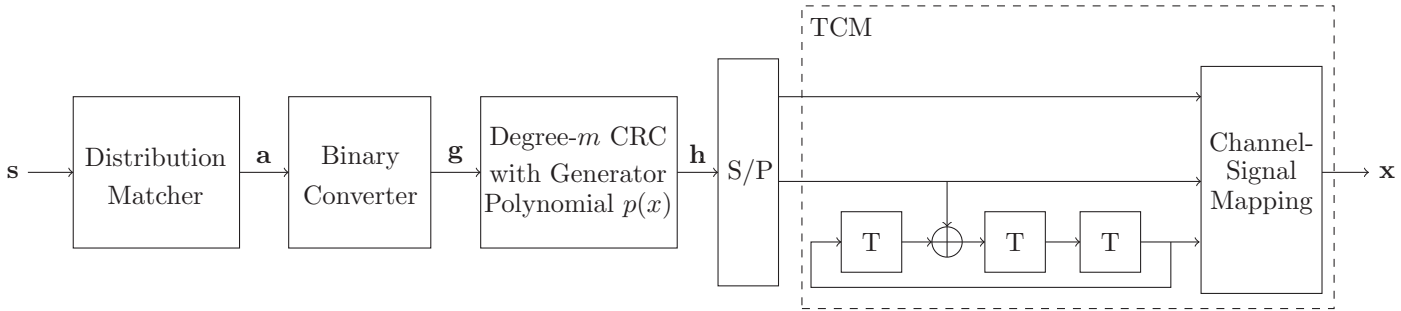 TCM
s
Distribution
Matcher
a
Binary
Converter
g
Degree-m CRC
with Generator
Polynomial p(x)
h
S/P
T
T
T
Channel-
Signal
Mapping
x